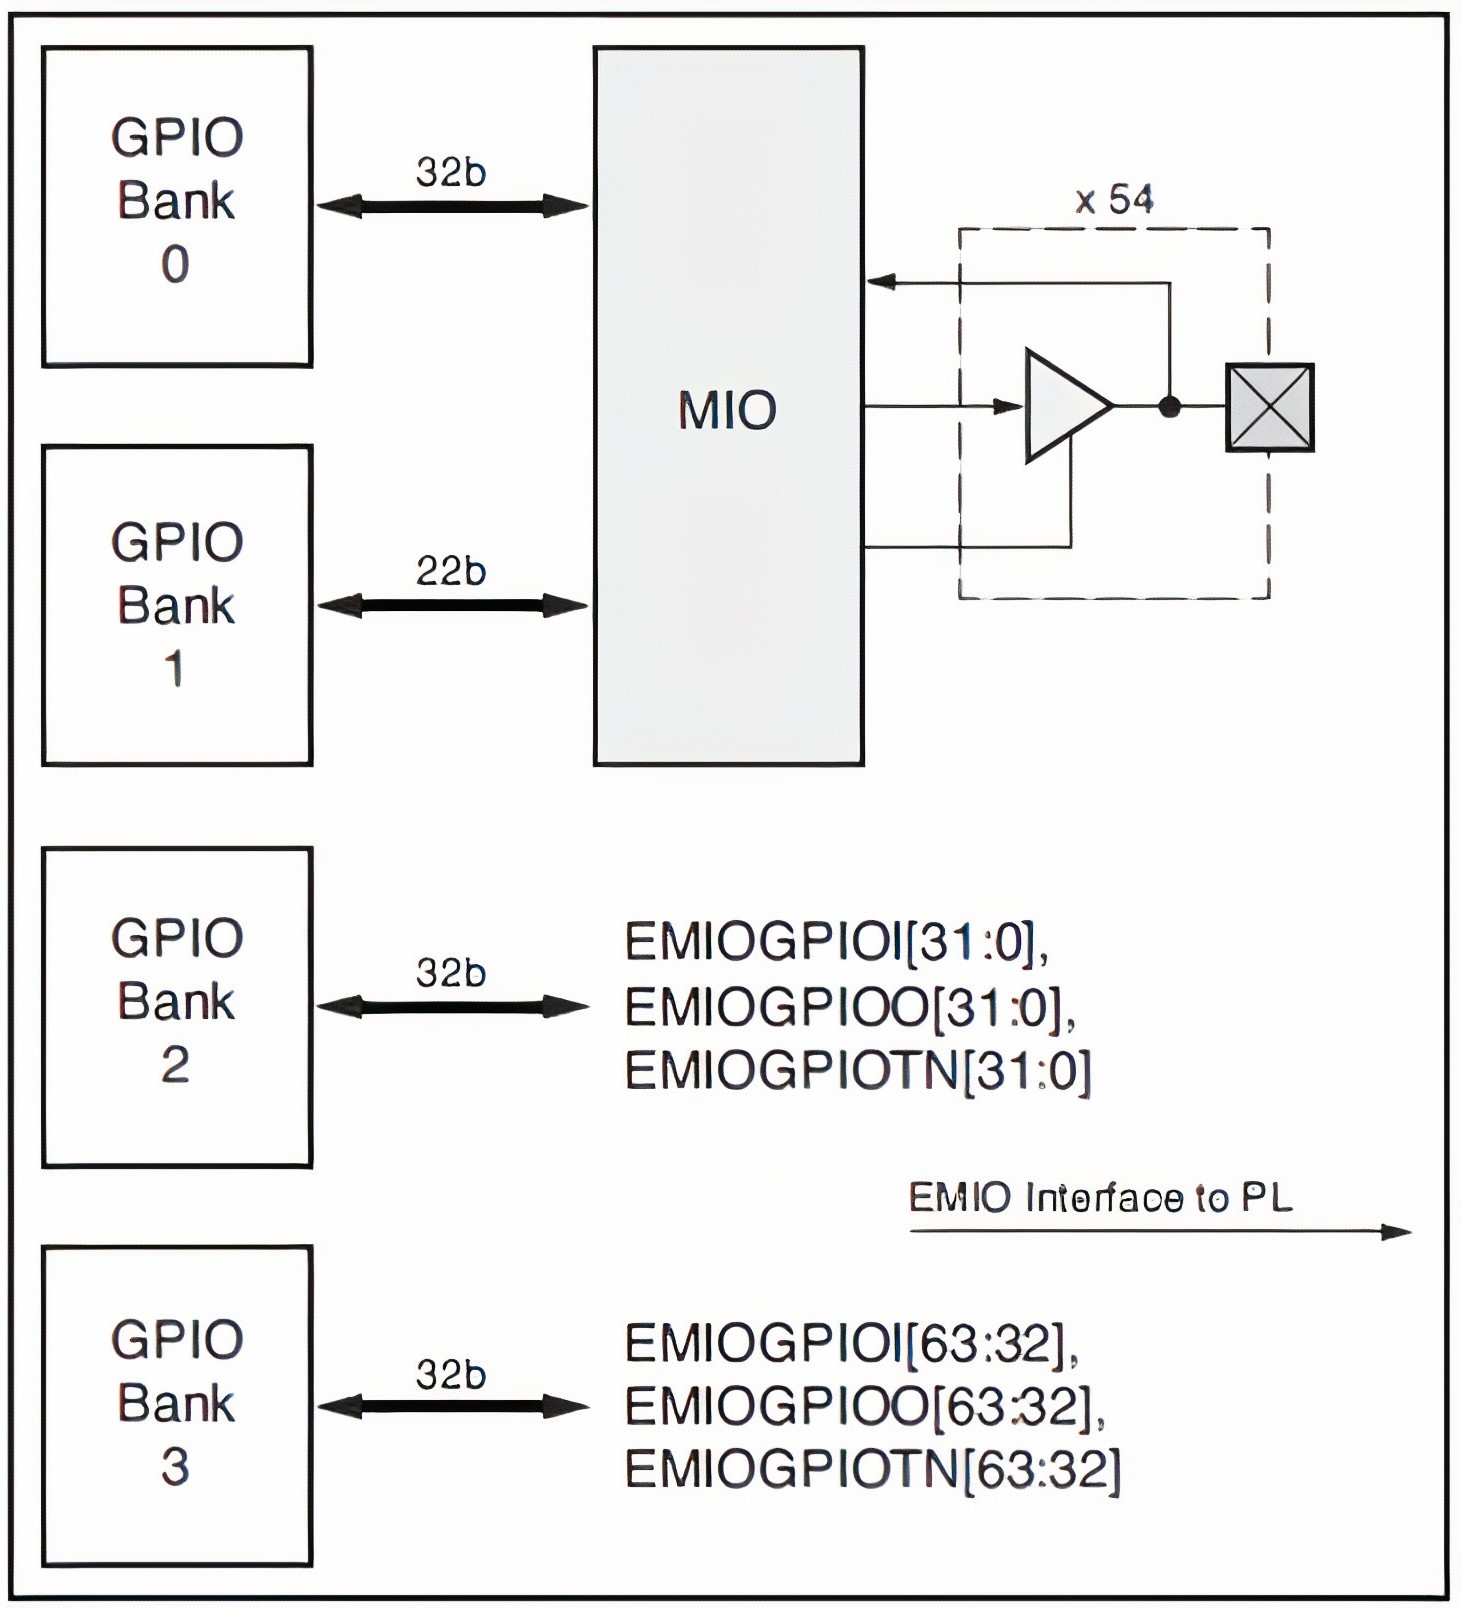 GPIO
Bank
0
32b
MIO
x 54
GPIO
Bank
1
22b
GPIO
Bank
2
32b
EMIOGPIOI[31:0],
EMIOGPIOO[31:0],
EMIOGPIOTN[31:0]
EMIO Interface to PL
GPIO
Bank
3
32b
EMIOGPIOI[63:32],
EMIOGPIOO[63:32],
EMIOGPIOTN[63:32]